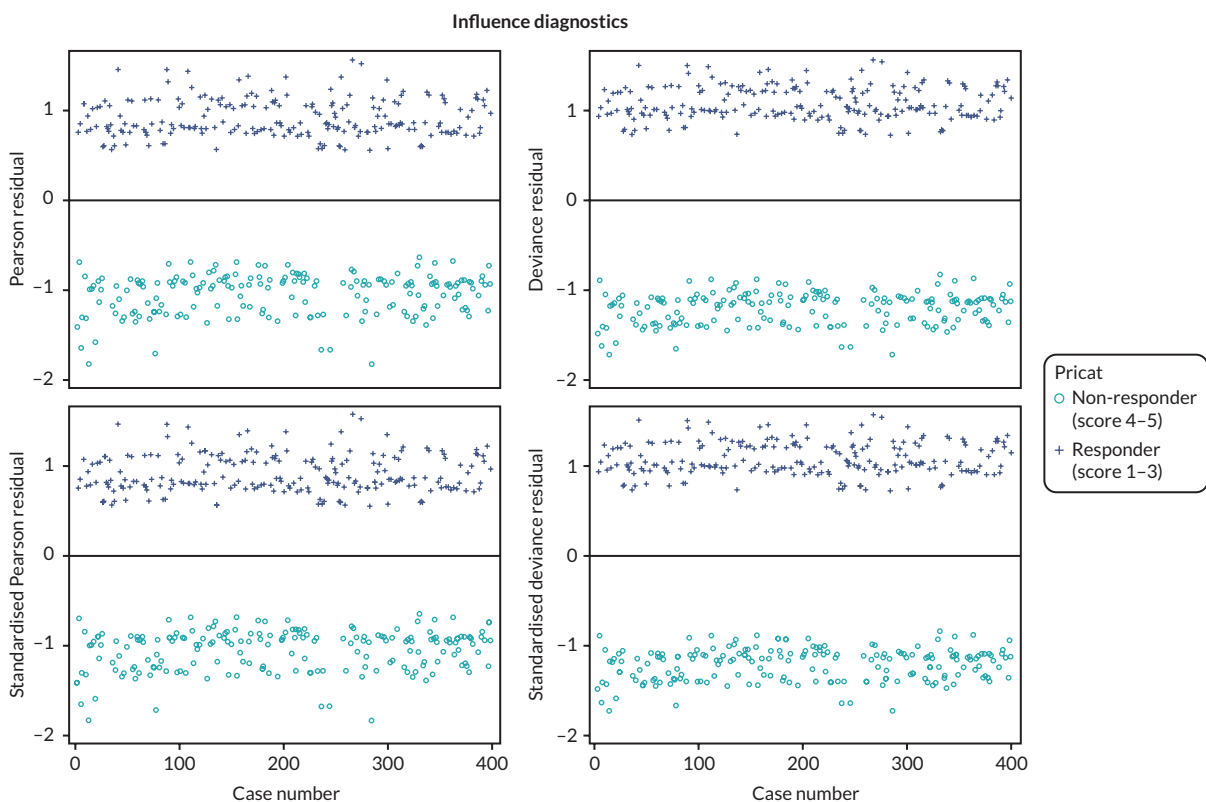 Influence diagnostics
Pearson residual
1
0
−1
−2
Deviance residual
1
0
−1
−2
Standardised Pearson residual
1
0
−1
−2
0
100
200
300
400
Case number
Standardised deviance residual
1
0
−1
−2
0
100
200
300
400
Case number
Pricat
Non-responder
(score 4–5)
Responder
(score 1–3)